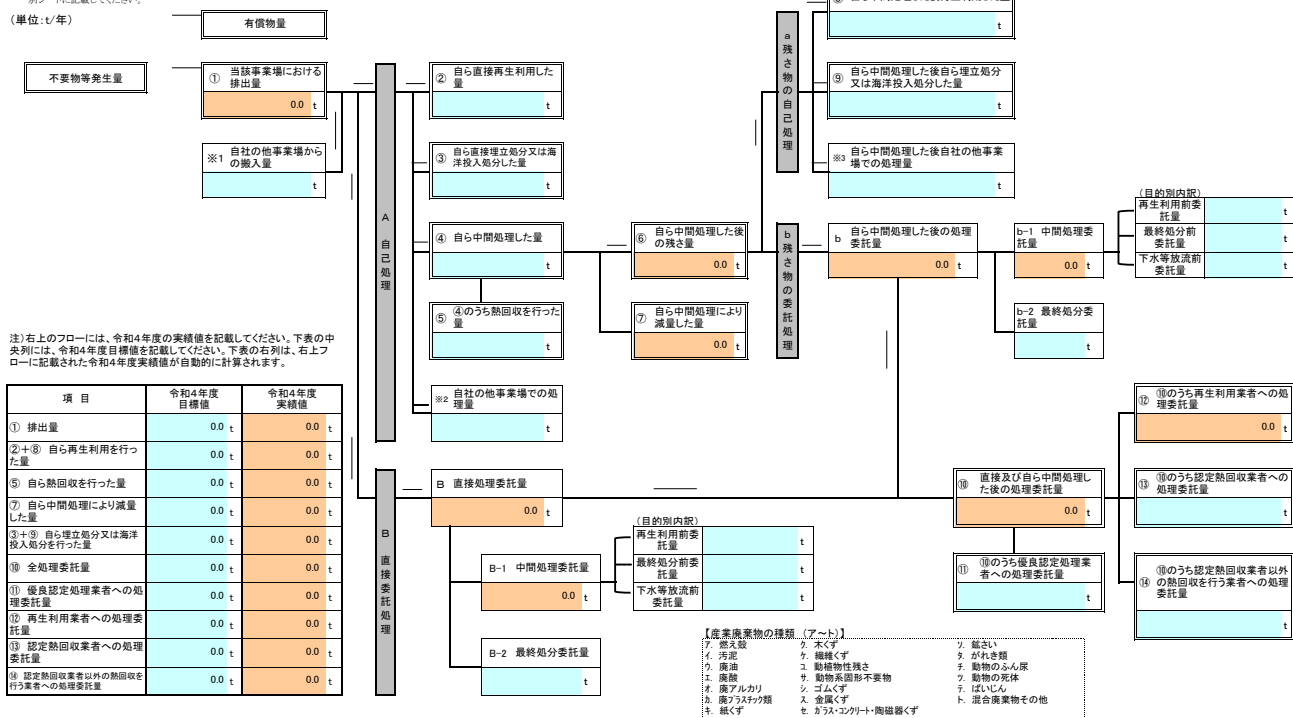 別シートに記載してください。
(単位:t/年)
有償物量
不要物等発生量
① 当該事業場における
排出量
0.0 t
※1 自社の他事業場から
の搬入量
t
A 自己処理
② 自ら直接再生利用した
量
t
③ 自ら直接埋立処分又は海
洋投入処分した量
t
④ 自ら中間処理した量
t
⑤ ④のうち熱回収を行った
量
t
※2 自社の他事業場での処
理量
t
⑥ 自ら中間処理した後
の残さ量
0.0 t
⑦ 自ら中間処理により
減量した量
0.0 t
a 残さ物の自己処理
t
⑨ 自ら中間処理した後自ら埋立処分
又は海洋投入処分した量
t
※3 自ら中間処理した後自社の他事業
場での処理量
t
b 残さ物の委託処理
b 自ら中間処理した後の処理
委託量
0.0 t
b-1 中間処理委
託量
0.0 t
(目的別内訳)
再生利用前委
託量
t
最終処分前
委託量
t
下水等放流前
委託量
t
b-2 最終処分委
託量
t
注)右上のフローには、令和4年度の実績値を記載してください。下表の中
央列には、令和4年度目標値を記載してください。下表の右列は、右上フ
ローに記載された令和4年度実績値が自動的に計算されます。
項 目 令和4年度
目標値 令和4年度
実績値
① 排出量 0.0 t 0.0 t
②+⑧ 自ら再生利用を行っ
た量 0.0 t 0.0 t
⑤ 自ら熱回収を行った量 0.0 t 0.0 t
⑦ 自ら中間処理により減量
した量 0.0 t 0.0 t
③+⑨ 自ら埋立処分又は海洋
投入処分を行った量 0.0 t 0.0 t
⑩ 全処理委託量 0.0 t 0.0 t
⑪ 優良認定処理業者への処
理委託量 0.0 t 0.0 t
⑫ 再生利用業者への処理委
託量 0.0 t 0.0 t
⑬ 認定熱回収業者への処理
委託量 0.0 t 0.0 t
⑭ 認定熱回収業者以外の熱回収を
行う業者への処理委託量 0.0 t 0.0 t
B 直接委託処理
B 直接処理委託量
0.0 t
B-1 中間処理委託量
0.0 t
(目的別内訳)
再生利用前委
託量
t
最終処分前委
託量
t
下水等放流前
委託量
t
B-2 最終処分委託量
t
⑩ 直接及び自ら中間処理し
た後の処理委託量
0.0 t
⑪ ⑩のうち優良認定処理業
者への処理委託量
t
⑫ ⑩のうち再生利用業者への処
理委託量
0.0 t
⑬ ⑩のうち認定熱回収業者への
処理委託量
t
⑭ ⑩のうち認定熱回収業者以外
の熱回収を行う業者への処理
委託量
t
【産業廃棄物の種類 (ア~ト)】
ア. 燃え殻 ク. 木くず ソ. 鉱さい
イ. 汚泥 ケ. 繊維くず タ. がれき類
ウ. 廃油 コ. 動植物性残さ チ. 動物のふん尿
エ. 廃酸 サ. 動物系固形不要物 ツ. 動物の死体
オ. 廃アルカリ シ. ゴムくず テ. ばいじん
カ. 廃プラスチック類 ス. 金属くず ト. 混合廃棄物その他
キ. 紙くず セ. ガラス・コンクリート・陶磁器くず